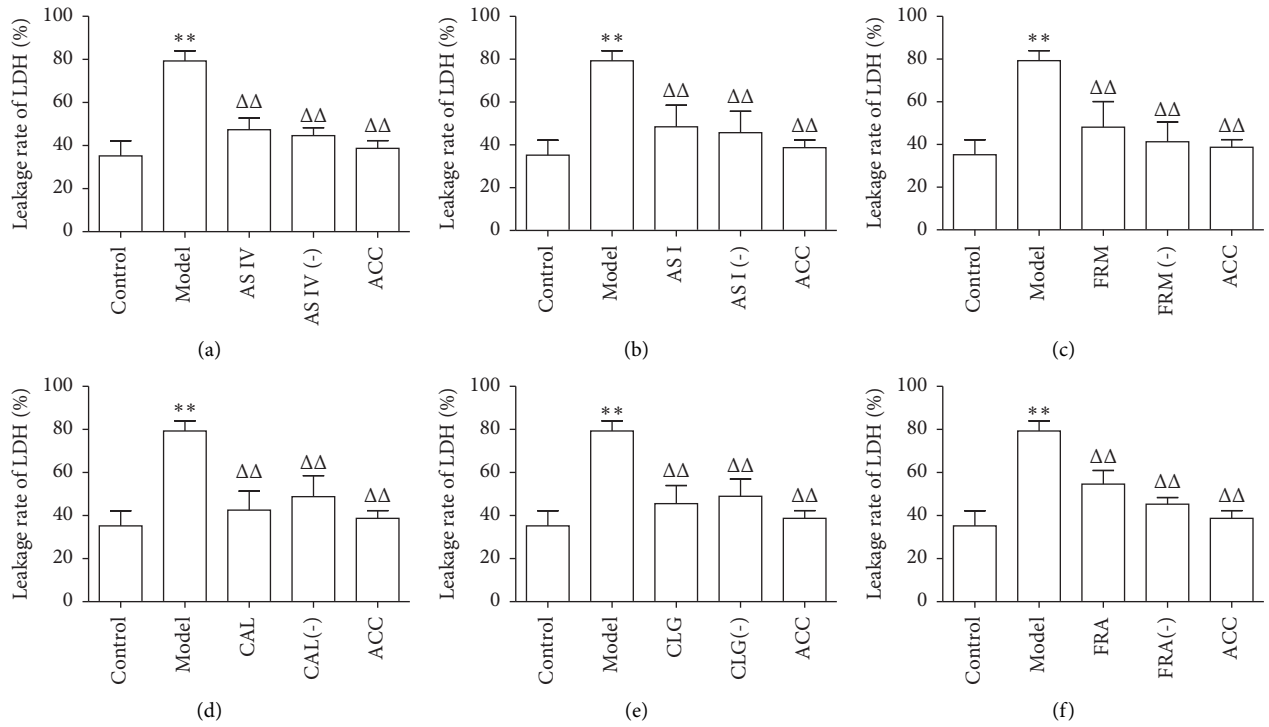 Leakage rate of LDH (%)
100
80
60
40
20
0
**
ΔΔ
ΔΔ
ΔΔ
Control
Model
AS IV
AS IV (-)
ACC
(a)
Leakage rate of LDH (%)
100
80
60
40
20
0
**
ΔΔ
ΔΔ
ΔΔ
Control
Model
AS I
AS I (-)
ACC
(b)
Leakage rate of LDH (%)
100
80
60
40
20
0
**
ΔΔ
ΔΔ
ΔΔ
Control
Model
FRM
FRM (-)
ACC
(c)
Leakage rate of LDH (%)
100
80
60
40
20
0
**
ΔΔ
ΔΔ
ΔΔ
Control
Model
CAL
CAL(-)
ACC
(d)
Leakage rate of LDH (%)
100
80
60
40
20
0
**
ΔΔ
ΔΔ
ΔΔ
Control
Model
CLG
CLG(-)
ACC
(e)
Leakage rate of LDH (%)
100
80
60
40
20
0
**
ΔΔ
ΔΔ
ΔΔ
Control
Model
FRA
FRA(-)
ACC
(f)